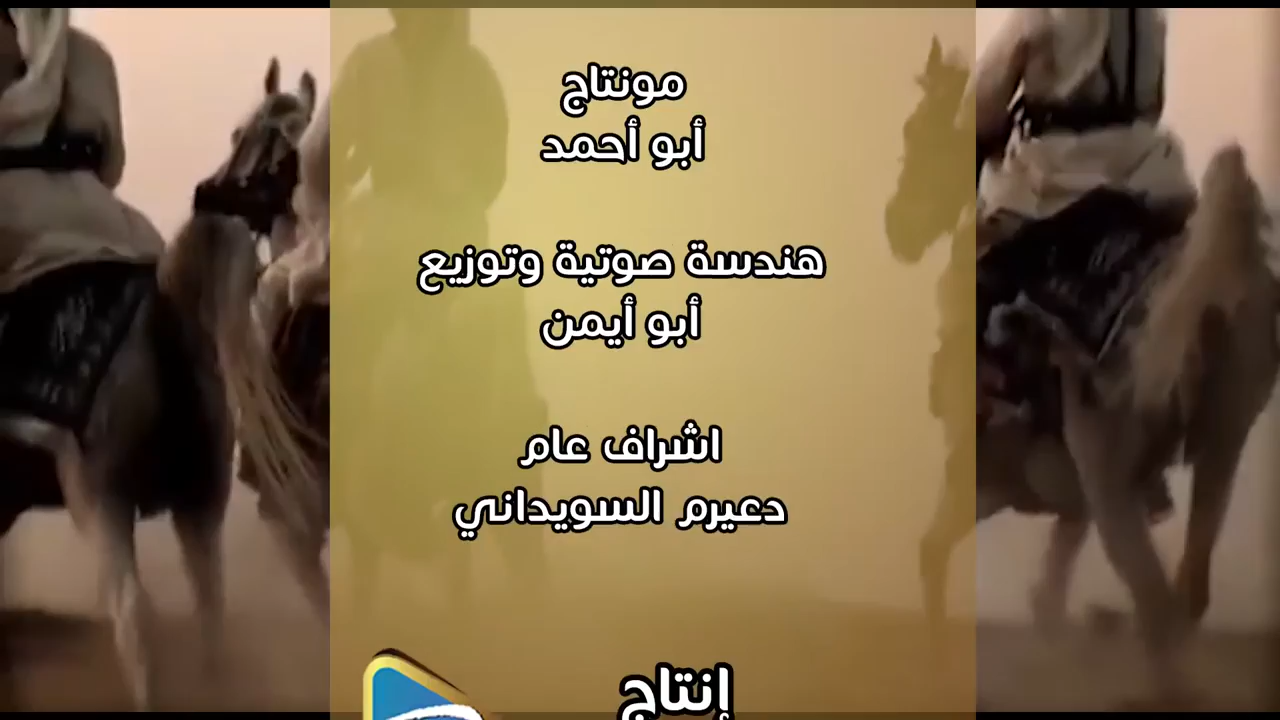 مونتاج
أبو أحمد
هندسة صوتية وتوزيع
أبو أيمن
اشراف عام
دعيرم السويداني
إنتاج